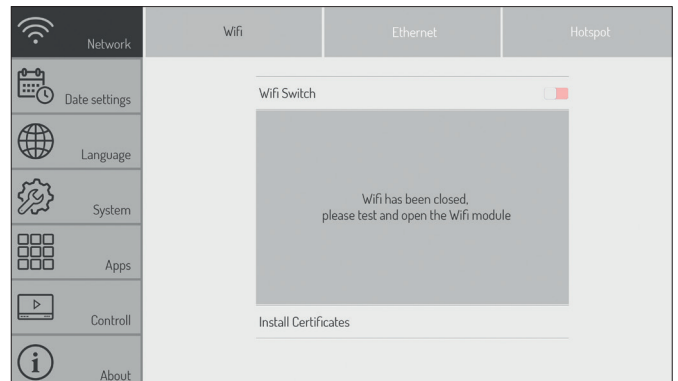 Network
Wifi
Ethernet
Hotspot
Date settings
Language
System
Apps
Controll
About
Wifi Switch
Wifi has been closed,
please test and open the Wifi module
Install Certificates